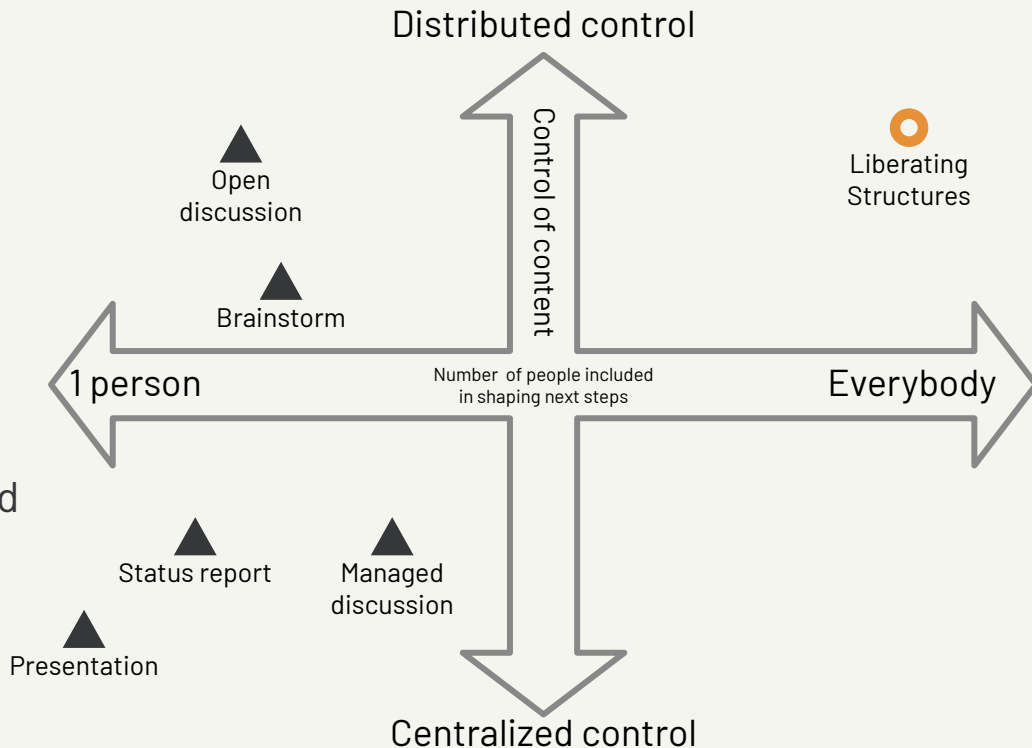 Distributed control
Control of content
Open
discussion
Liberating
Structures
Brainstorm
1 person
Number of people included
in shaping next steps
Everybody
d
Status report
Managed
discussion
Presentation
Centralized control